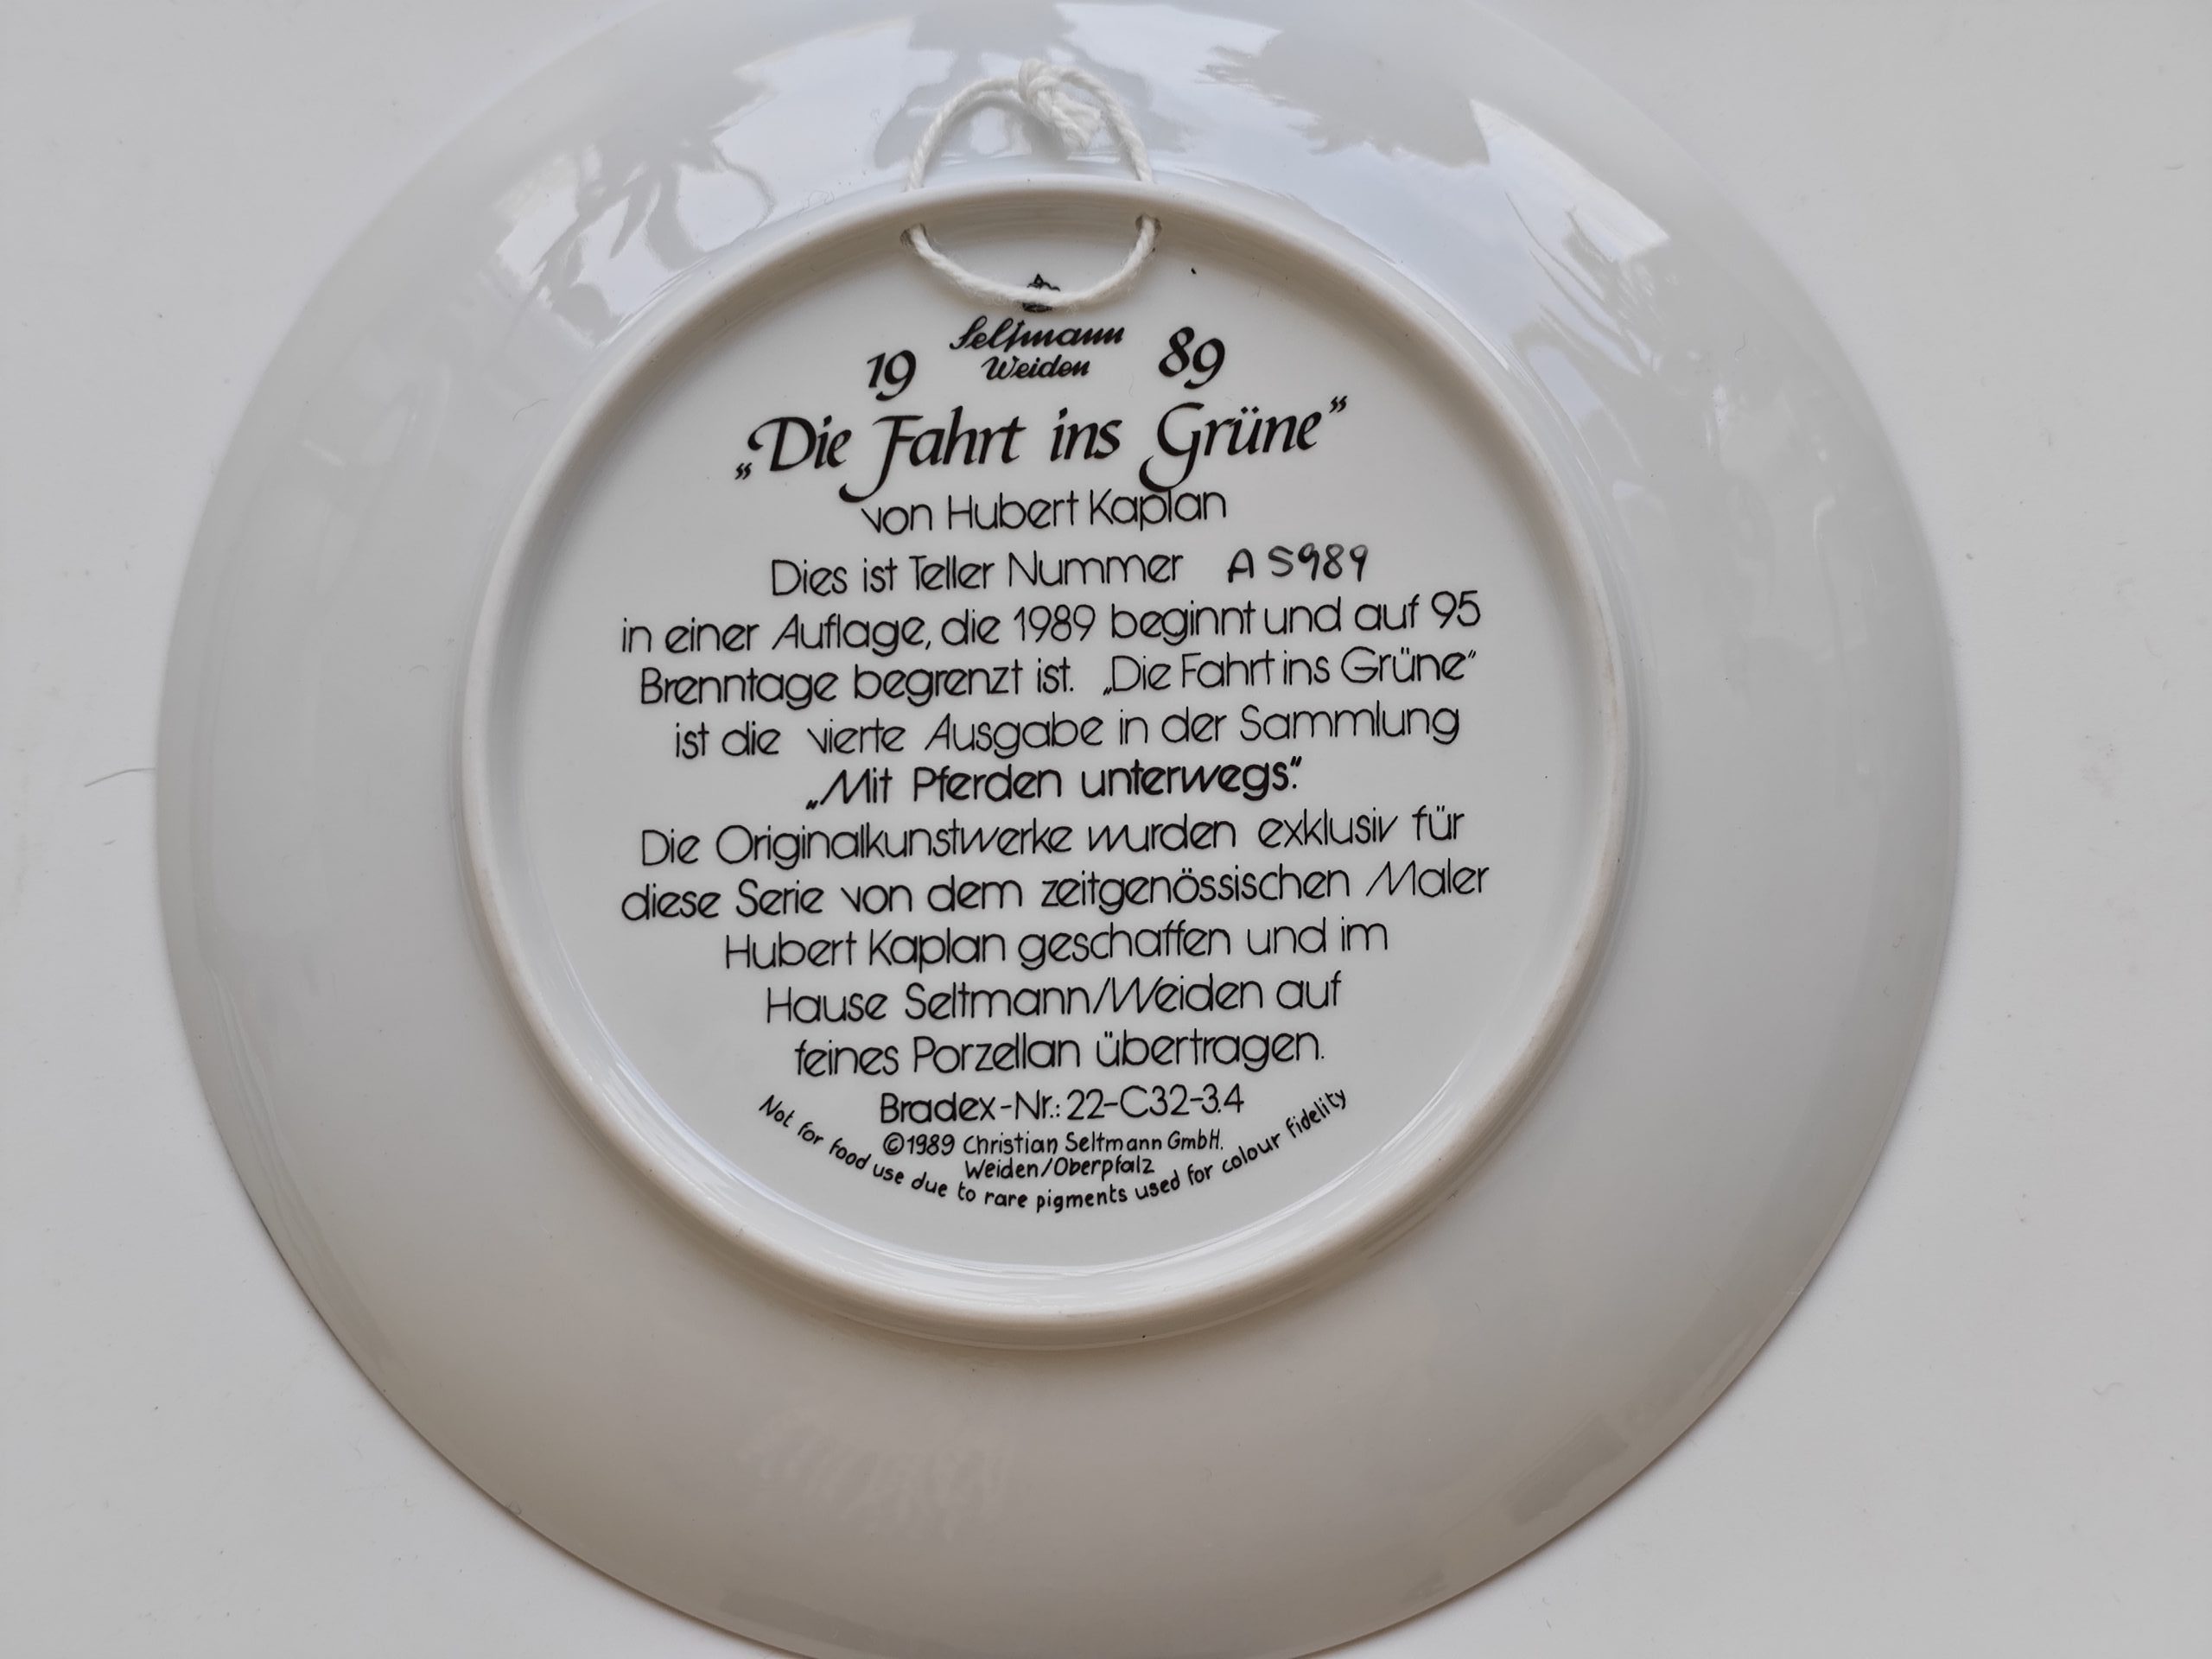 Seltmann
Weiden
19 89
„Die Fahrt ins Grüne”
von Hubert Kaplan
Dies ist Teller Nummer A 5989
in einer Auflage, die 1989 beginnt und auf 95
Brenntage begrenzt ist. „Die Fahrt ins Grüne”
ist die vierte Ausgabe in der Sammlung
„Mit Pferden unterwegs”.
Die Originalkunstwerke wurden exklusiv für
diese Serie von dem zeitgenössischen Maler
Hubert Kaplan geschaffen und im
Hause Seltmann/Weiden auf
feines Porzellan übertragen.
Bradex-Nr.: 22-C32-3.4
©1989 Christian Seltmann GmbH.
Weiden/Oberpfalz
Not for food use due to rare pigments used for colour fidelity